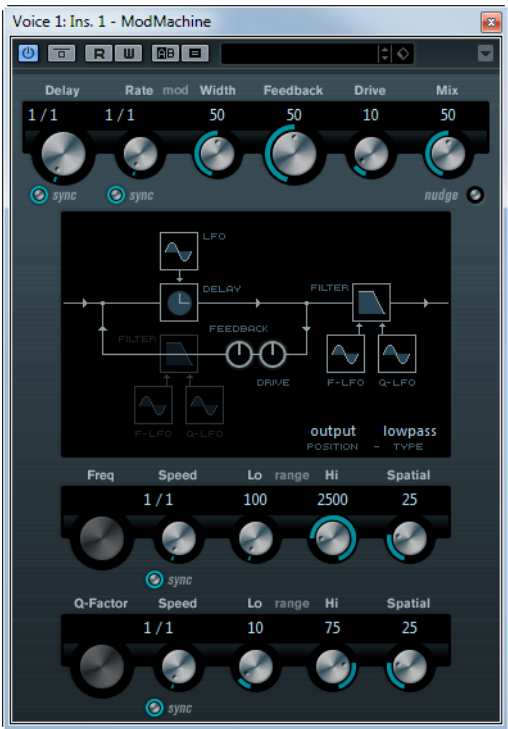 Voice 1: Ins. 1 - ModMachine
R W AB
Delay Rate mod Width Feedback Drive Mix
1 / 1 1 / 1 50 50 10 50
sync sync nudge
LFO
DELAY FILTER
FEEDBACK
FILTER
DRIVE F-LFO Q-LFO
F-LFO Q-LFO
output lowpass
POSITION - TYPE
Freq Speed Lo range Hi Spatial
1 / 1 100 2500 25
sync
Q-Factor Speed Lo range Hi Spatial
1 / 1 10 75 25
sync